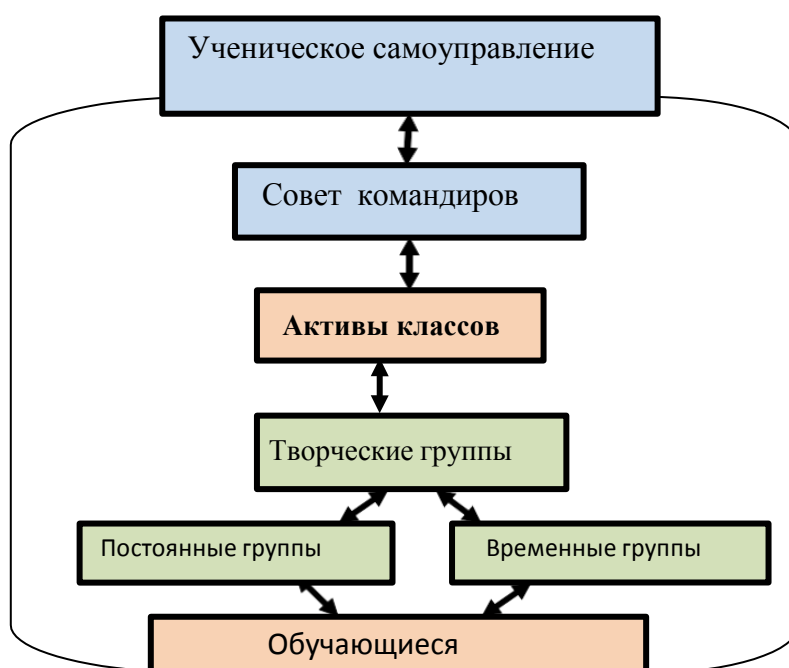 Ученическое самоуправление
Совет командиров
Активы классов
Творческие группы
Постоянные группы
Временные группы
Обучающиеся